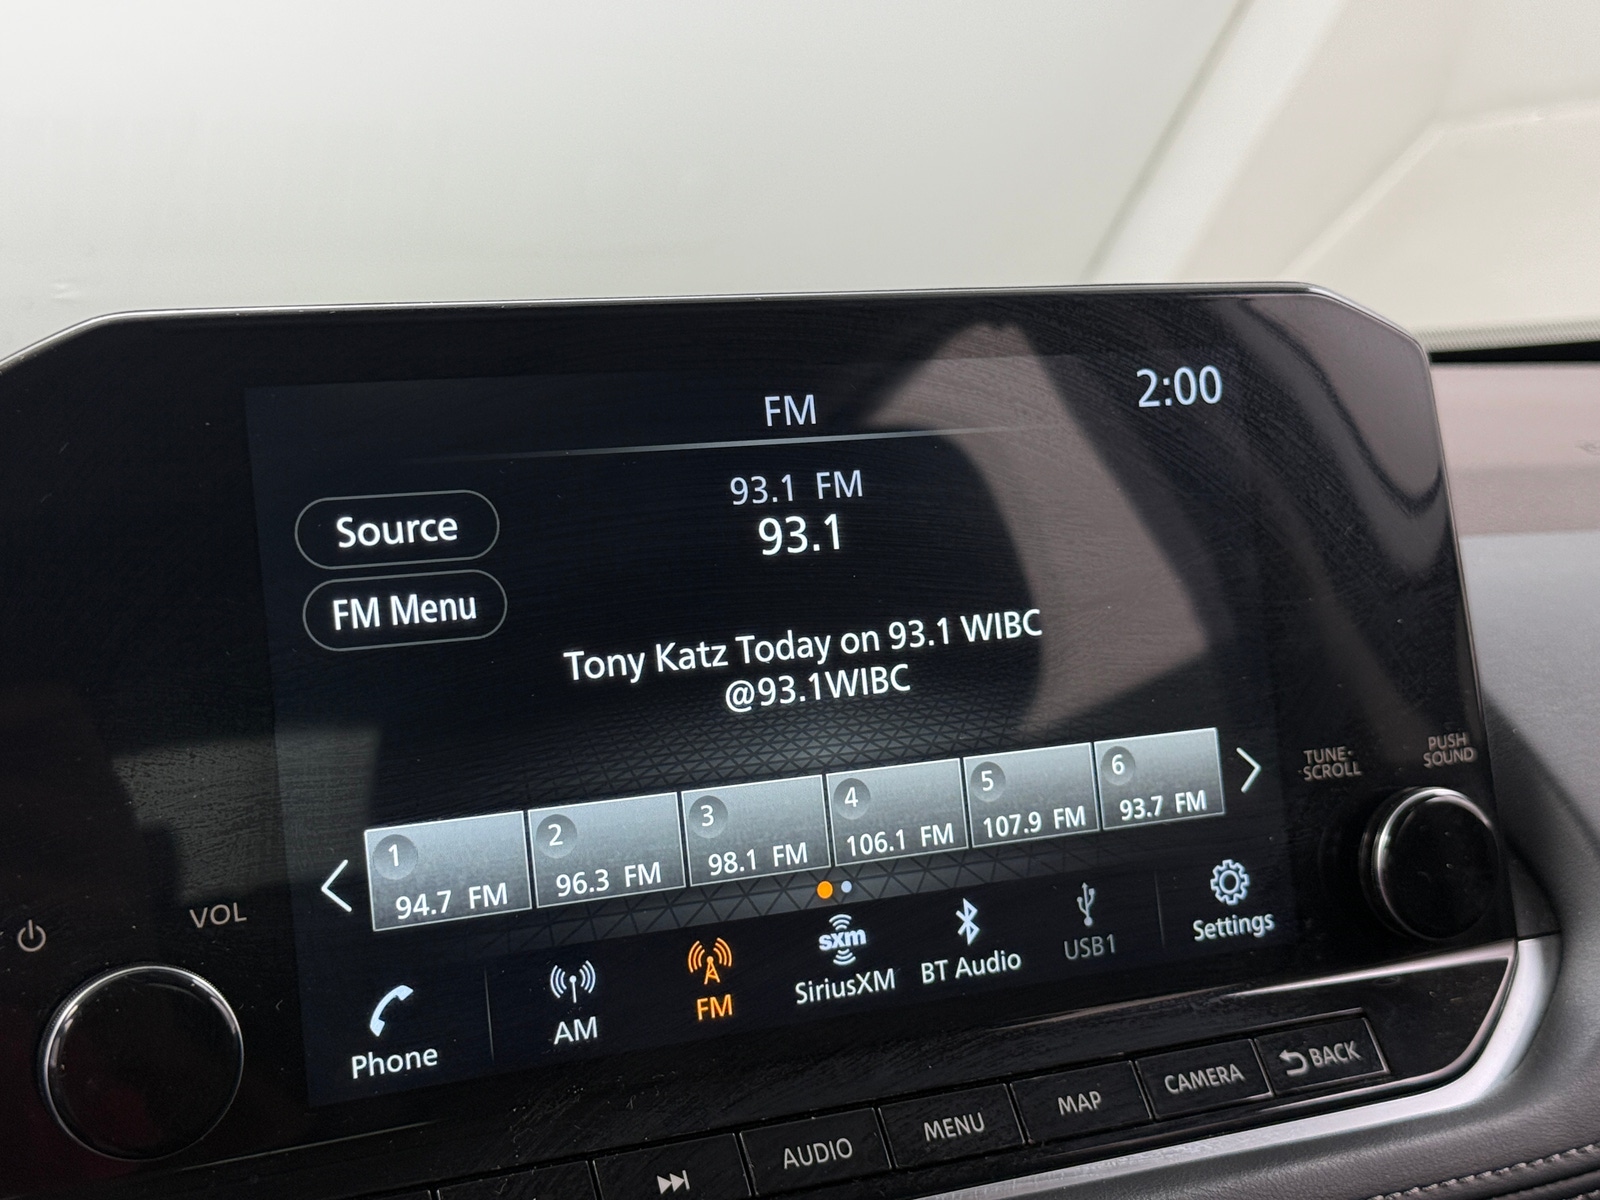 FM
2:00
93.1 FM
93.1
Source
FM Menu
Tony Katz Today on 93.1 WIBC
@93.1WIBC
1
94.7 FM
2
96.3 FM
3
98.1 FM
4
106.1 FM
5
107.9 FM
6
93.7 FM
TUNE·
SCROLL
PUSH
SOUND
VOL
Phone
AM
FM
sxm
SiriusXM
BT Audio
USB1
Settings
AUDIO
MENU
MAP
CAMERA
BACK